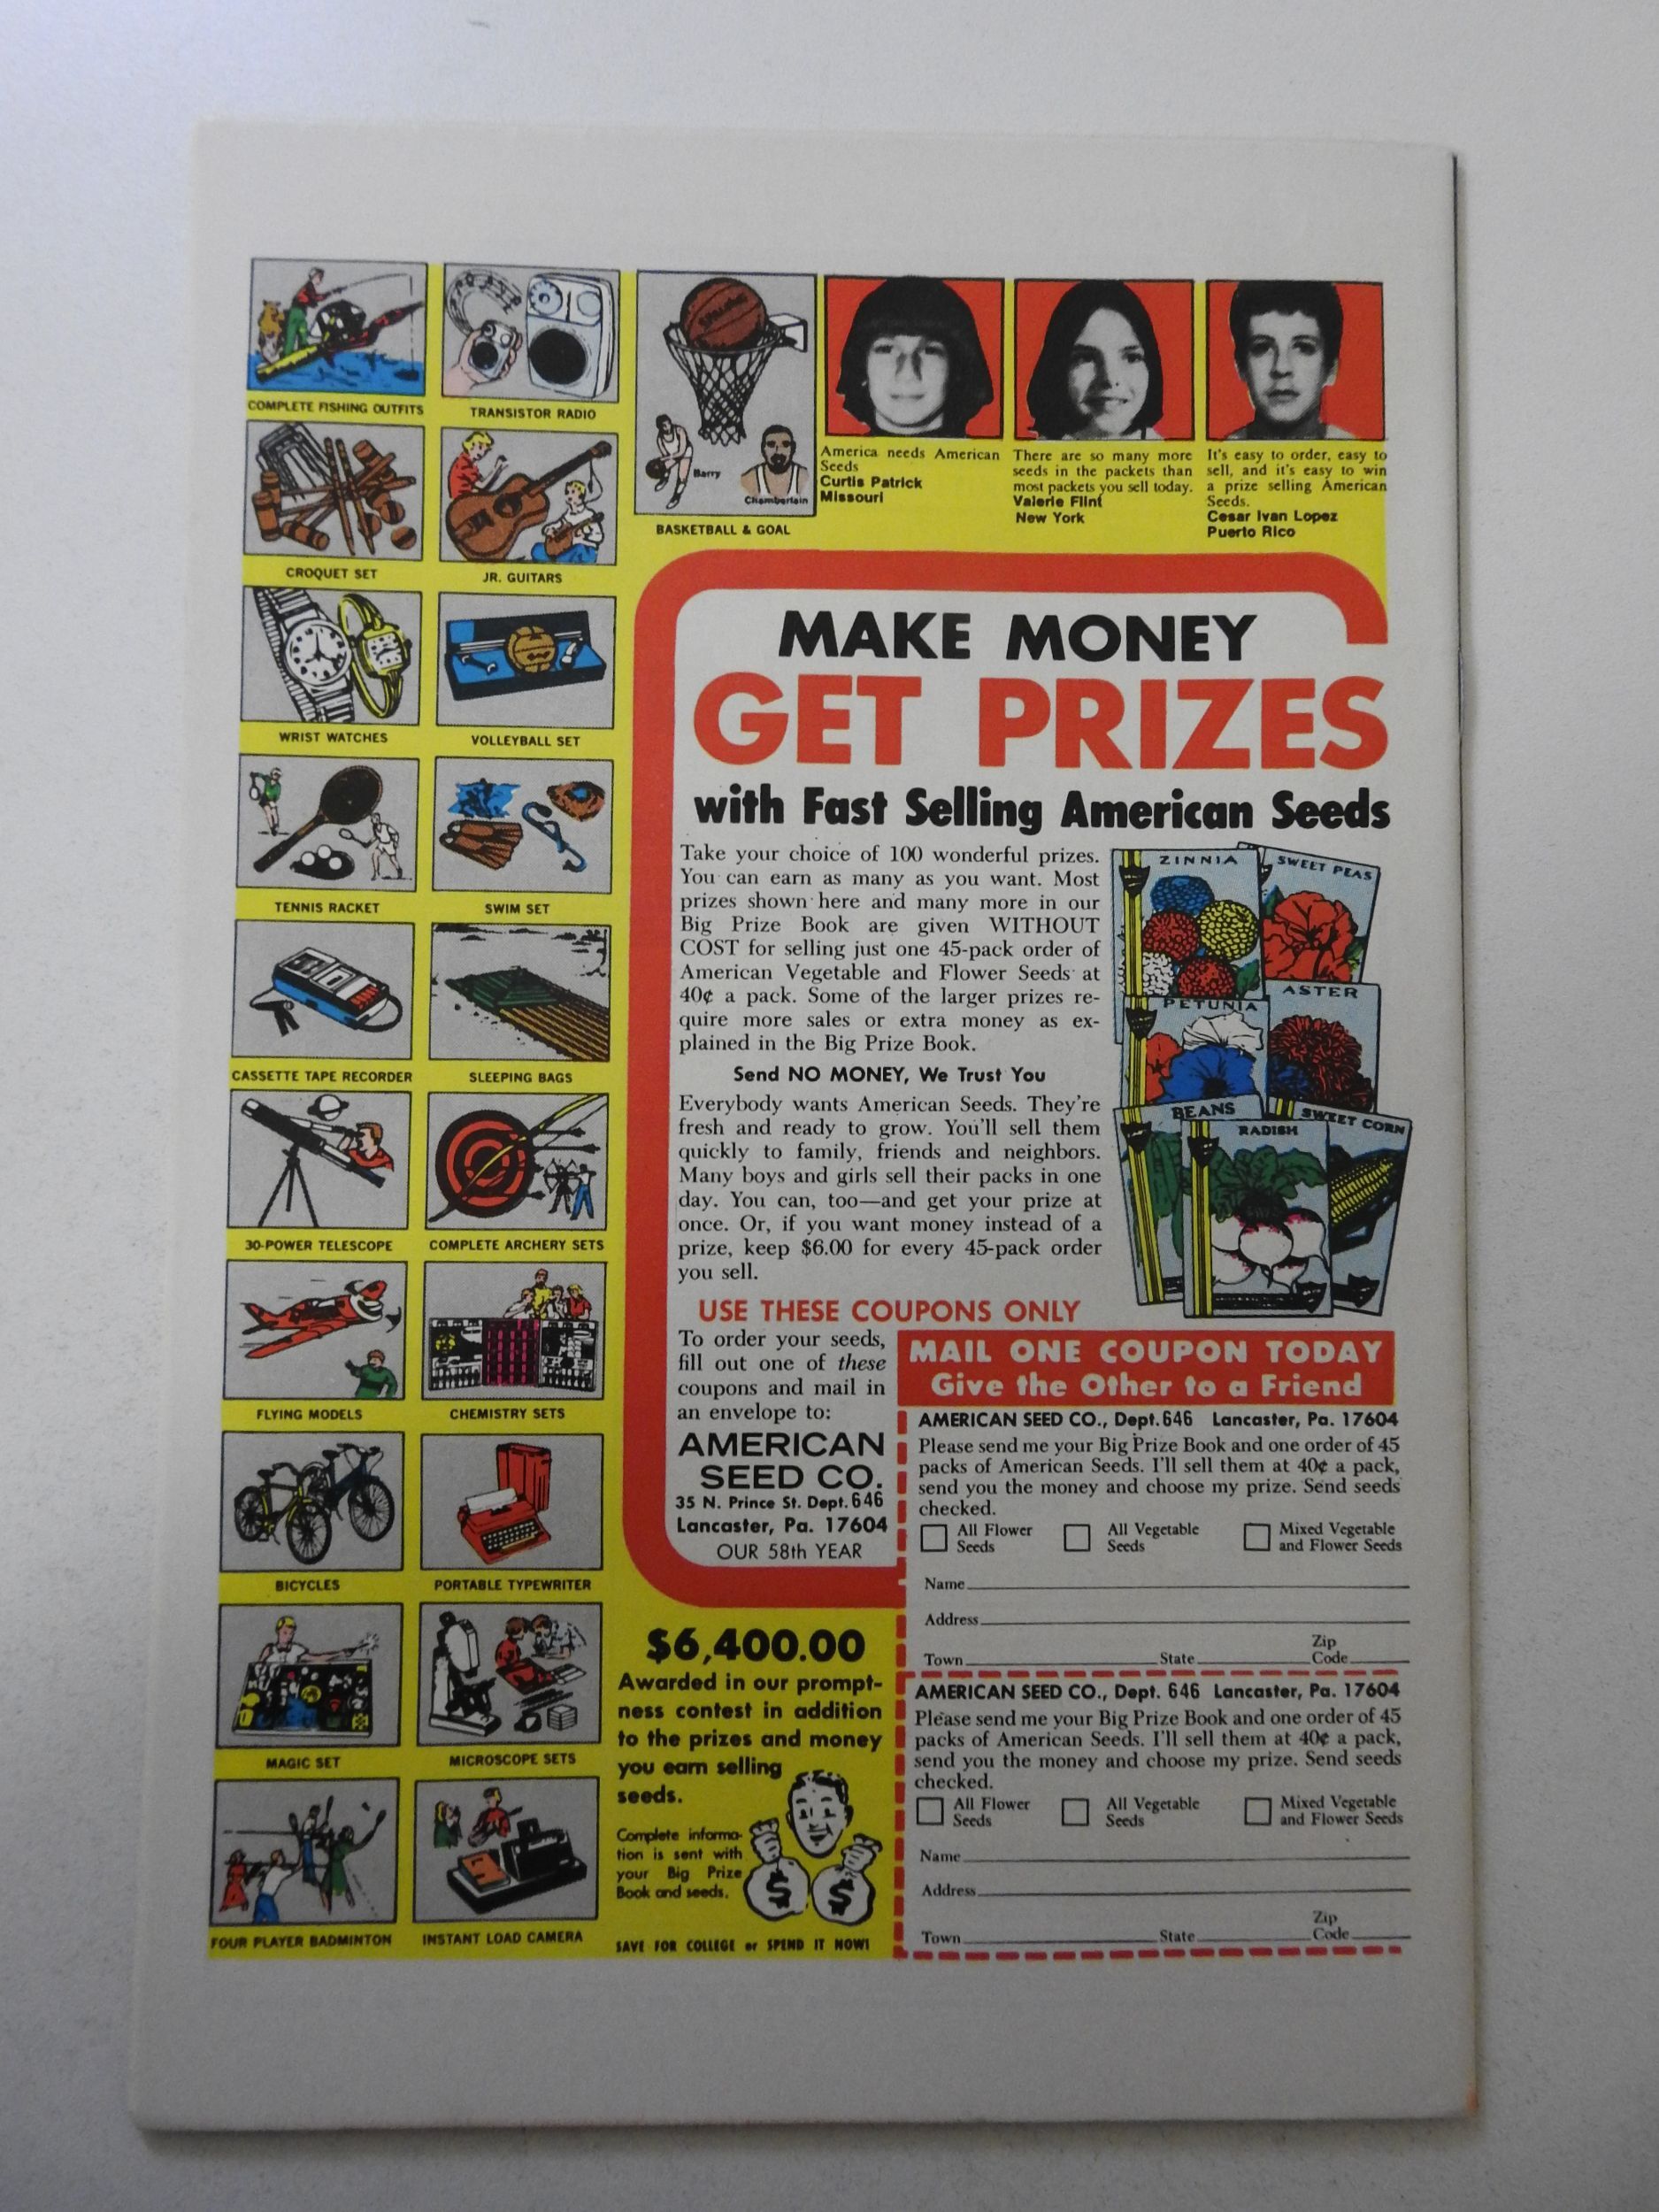 COMPLETE FISHING OUTFITS
TRANSISTOR RADIO
CROQUET SET
JR. GUITARS
WRIST WATCHES
VOLLEYBALL SET
TENNIS RACKET
SWIM SET
CASSETTE TAPE RECORDER
SLEEPING BAGS
30-POWER TELESCOPE
COMPLETE ARCHERY SETS
FLYING MODELS
CHEMISTRY SETS
BICYCLES
PORTABLE TYPEWRITER
MAGIC SET
MICROSCOPE SETS
FOUR PLAYER BADMINTON
INSTANT LOAD CAMERA
Spalding
Barry
Chamberlain
BASKETBALL & GOAL
America needs American
Seeds
Curtis Patrick
Missouri
There are so many more
seeds in the packets than
most packets you sell today.
Valerie Flint
New York
It's easy to order, easy to
sell, and it's easy to win
a prize selling American
Seeds.
Cesar Ivan Lopez
Puerto Rico
MAKE MONEY
GET PRIZES
with Fast Selling American Seeds
Take your choice of 100 wonderful prizes.
You can earn as many as you want. Most
prizes shown here and many more in our
Big Prize Book are given WITHOUT
COST for selling just one 45-pack order of
American Vegetable and Flower Seeds at
40¢ a pack. Some of the larger prizes re-
quire more sales or extra money as ex-
plained in the Big Prize Book.
Send NO MONEY, We Trust You
Everybody wants American Seeds. They're
fresh and ready to grow. You'll sell them
quickly to family, friends and neighbors.
Many boys and girls sell their packs in one
day. You can, too—and get your prize at
once. Or, if you want money instead of a
prize, keep $6.00 for every 45-pack order
you sell.
ZINNIA
SWEET PEAS
PETUNIA
ASTER
BEANS
RADISH
SWEET CORN
USE THESE COUPONS ONLY
To order your seeds,
fill out one of these
coupons and mail in
an envelope to:
AMERICAN
SEED CO.
35 N. Prince St. Dept. 646
Lancaster, Pa. 17604
OUR 58th YEAR
MAIL ONE COUPON TODAY
Give the Other to a Friend
AMERICAN SEED CO., Dept. 646 Lancaster, Pa. 17604
Please send me your Big Prize Book and one order of 45
packs of American Seeds. I'll sell them at 40¢ a pack,
send you the money and choose my prize. Send seeds
checked.
All Flower Seeds
All Vegetable Seeds
Mixed Vegetable and Flower Seeds
Name
Address
Town State Zip Code
AMERICAN SEED CO., Dept. 646 Lancaster, Pa. 17604
Please send me your Big Prize Book and one order of 45
packs of American Seeds. I'll sell them at 40¢ a pack,
send you the money and choose my prize. Send seeds
checked.
All Flower Seeds
All Vegetable Seeds
Mixed Vegetable and Flower Seeds
Name
Address
Town State Zip Code
$6,400.00
Awarded in our prompt-
ness contest in addition
to the prizes and money
you earn selling
seeds.
Complete informa-
tion is sent with
your Big Prize
Book and seeds.
$ $
SAVE FOR COLLEGE or SPEND IT NOW!